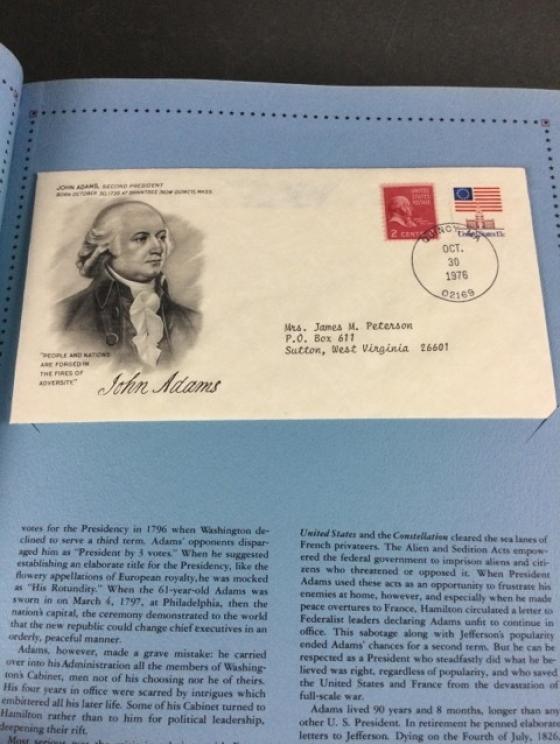 JOHN ADAMS, SECOND PRESIDENT
BORN OCTOBER 30, 1735 AT BRAINTREE (NOW QUINCY), MASS.
"PEOPLE AND NATIONS
ARE FORGED IN
THE FIRES OF
ADVERSITY."
John Adams
UNITED
STATES
POSTAGE
2 CENTS
QUINCY, MA
OCT.
30
1976
02169
Mrs. James M. Peterson
P.O. Box 611
Sutton, West Virginia 26601
votes for the Presidency in 1796 when Washington de-
clined to serve a third term. Adams' opponents dispar-
aged him as "President by 3 votes." When he suggested
establishing an elaborate title for the Presidency, like the
flowery appellations of European royalty, he was mocked
as "His Rotundity." When the 61-year-old Adams was
sworn in on March 4, 1797, at Philadelphia, then the
nation's capital, the ceremony demonstrated to the world
that the new republic could change chief executives in an
orderly, peaceful manner.
Adams, however, made a grave mistake: he carried
over into his Administration all the members of Washing-
ton's Cabinet, men not of his choosing nor he of theirs.
His four years in office were scarred by intrigues which
embittered all his later life. Some of his Cabinet turned to
Hamilton rather than to him for political leadership,
deepening their rift.
Most serious was
United States and the Constellation cleared the sea lanes of
French privateers. The Alien and Sedition Acts empow-
ered the federal government to imprison aliens and citi-
zens who threatened or opposed it. When President
Adams used these acts as an opportunity to frustrate his
enemies at home, however, and especially when he made
peace overtures to France, Hamilton circulated a letter to
Federalist leaders declaring Adams unfit to continue in
office. This sabotage along with Jefferson's popularity
ended Adams' chances for a second term. But he can be
respected as a President who steadfastly did what he be-
lieved was right, regardless of popularity, and who saved
the United States and France from the devastation of
full-scale war.
Adams lived 90 years and 8 months, longer than any
other U. S. President. In retirement he penned elaborate
letters to Jefferson. Dying on the Fourth of July, 1826,